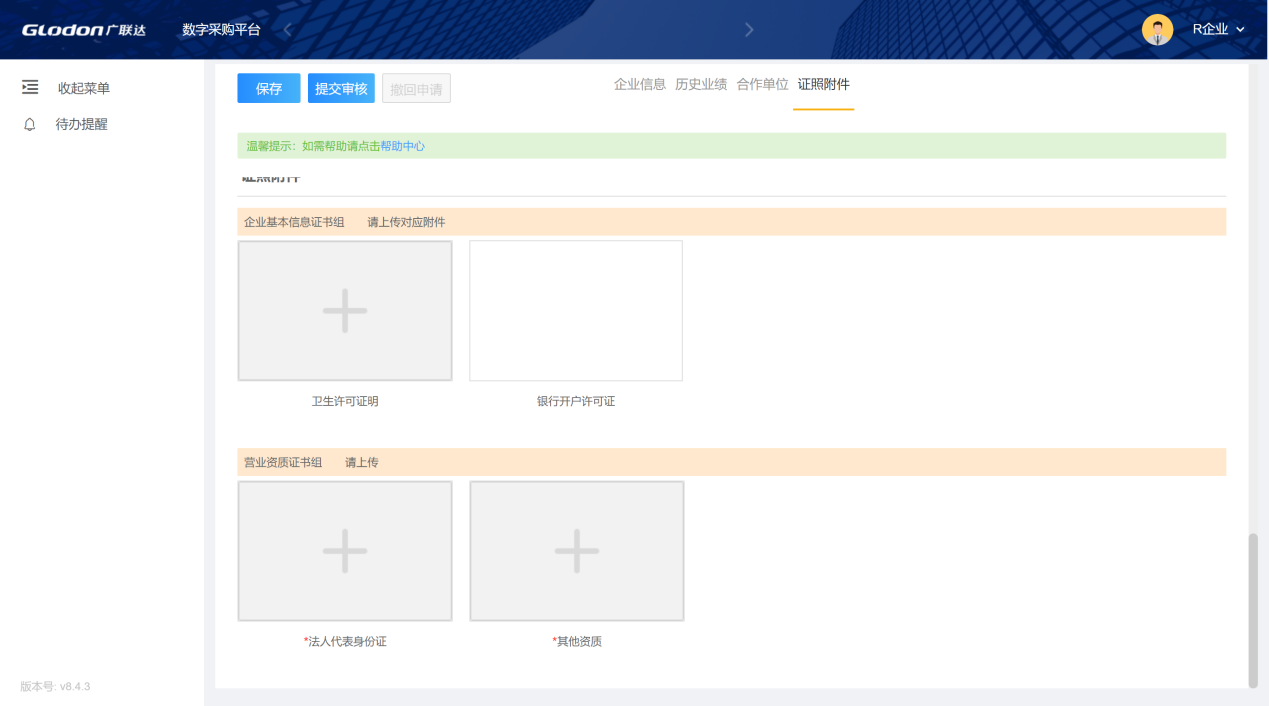 GLodon广联达 数字采购平台 R企业
收起菜单
待办提醒
保存 提交审核 撤回申请 企业信息 历史业绩 合作单位 证照附件
温馨提示：如需帮助请点击帮助中心
证照附件
企业基本信息证书组 请上传对应附件
卫生许可证明 银行开户许可证
营业资质证书组 请上传
*法人代表身份证 *其他资质
版本号: v8.4.3